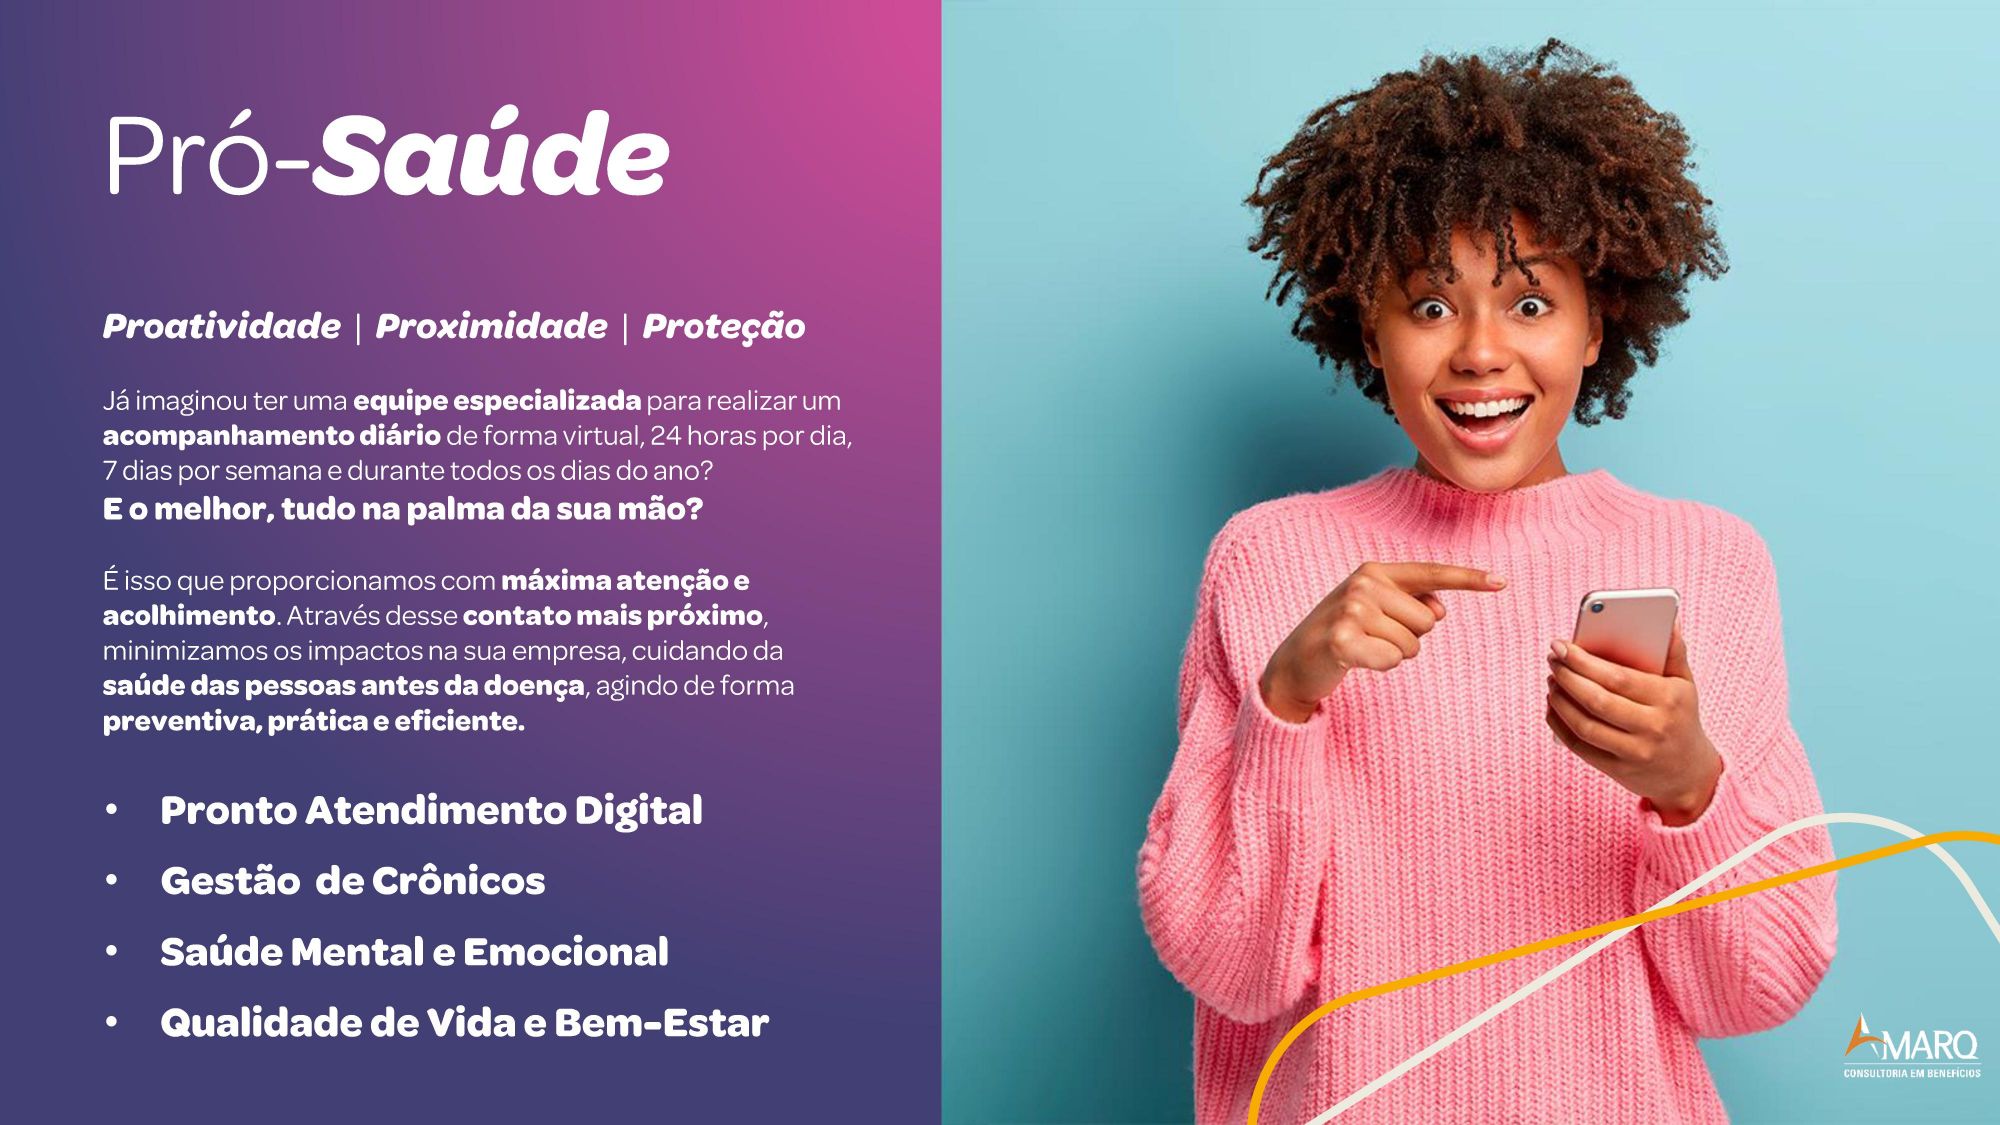 Pró-Saúde
Proatividade | Proximidade | Proteção
Já imaginou ter uma equipe especializada para realizar um
acompanhamento diário de forma virtual, 24 horas por dia,
7 dias por semana e durante todos os dias do ano?
E o melhor, tudo na palma da sua mão?
É isso que proporcionamos com máxima atenção e
acolhimento. Através desse contato mais próximo,
minimizamos os impactos na sua empresa, cuidando da
saúde das pessoas antes da doença, agindo de forma
preventiva, prática e eficiente.
• Pronto Atendimento Digital
• Gestão de Crônicos
• Saúde Mental e Emocional
• Qualidade de Vida e Bem-Estar
AMARQ
CONSULTORIA EM BENEFÍCIOS